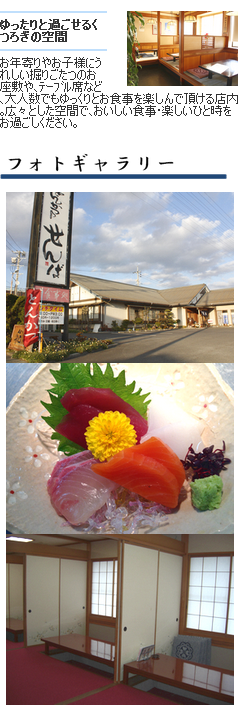 ゆったりと過ごせるく
つろぎの空間
お年寄りやお子様にう
れしい掘りごたつのお
座敷や、テーブル席など
、大人数でもゆっくりとお食事を楽しんで頂ける店内
。広々とした空間で、おいしい食事・楽しいひと時を
お過ごしください。
フォトギャラリー
とんかつ